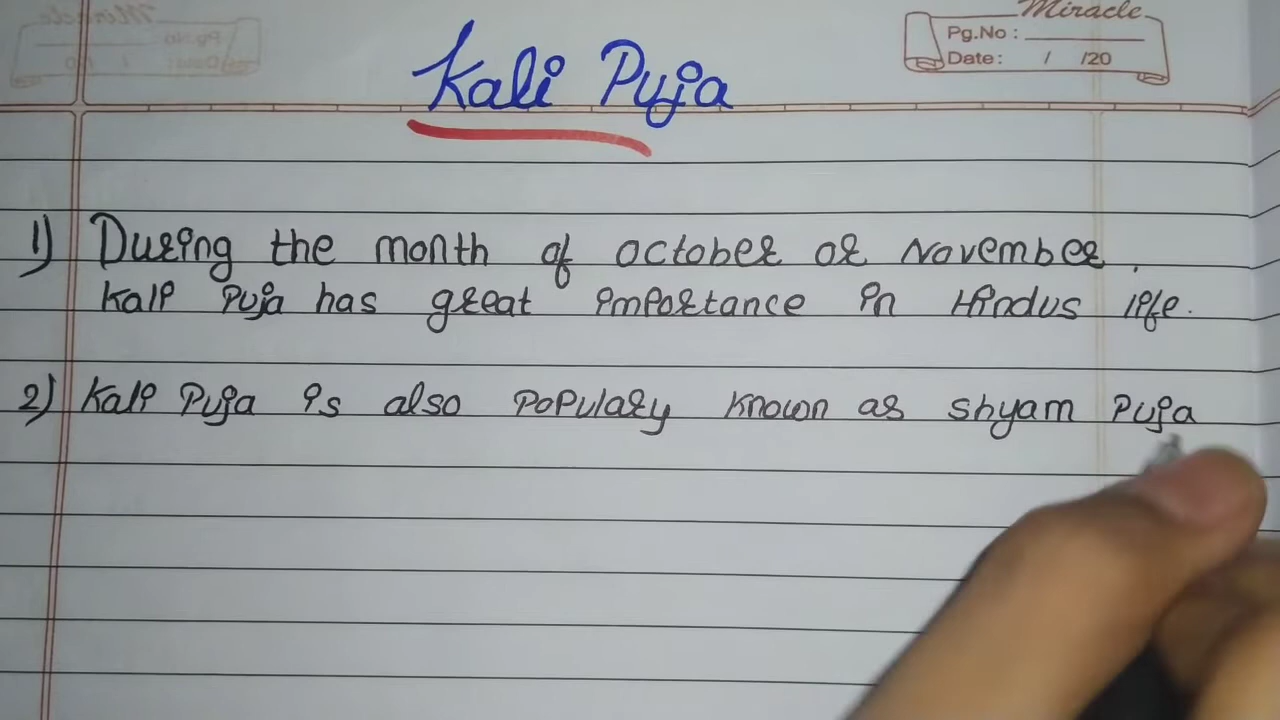 Miracle
Pg.No :
Date: / /20
Kali Puja
1) During the month of october or November.
Kali Puja has great importance in Hindus life.
2) Kali Puja is also Populary known as shyam Puja